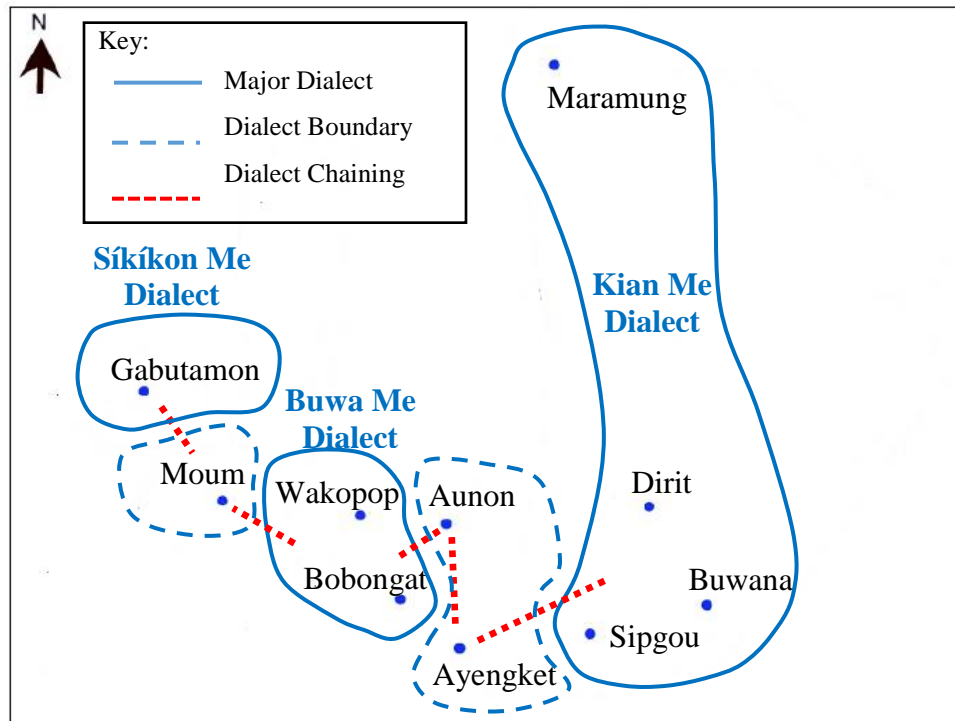 N
Key:
Major Dialect
Dialect Boundary
Dialect Chaining
Maramung
Síkíkon Me
Dialect
Kian Me
Dialect
Gabutamon
Buwa Me
Dialect
Moum
Wakopop
Aunon
Dirit
Bobongat
Buwana
Sipgou
Ayengket